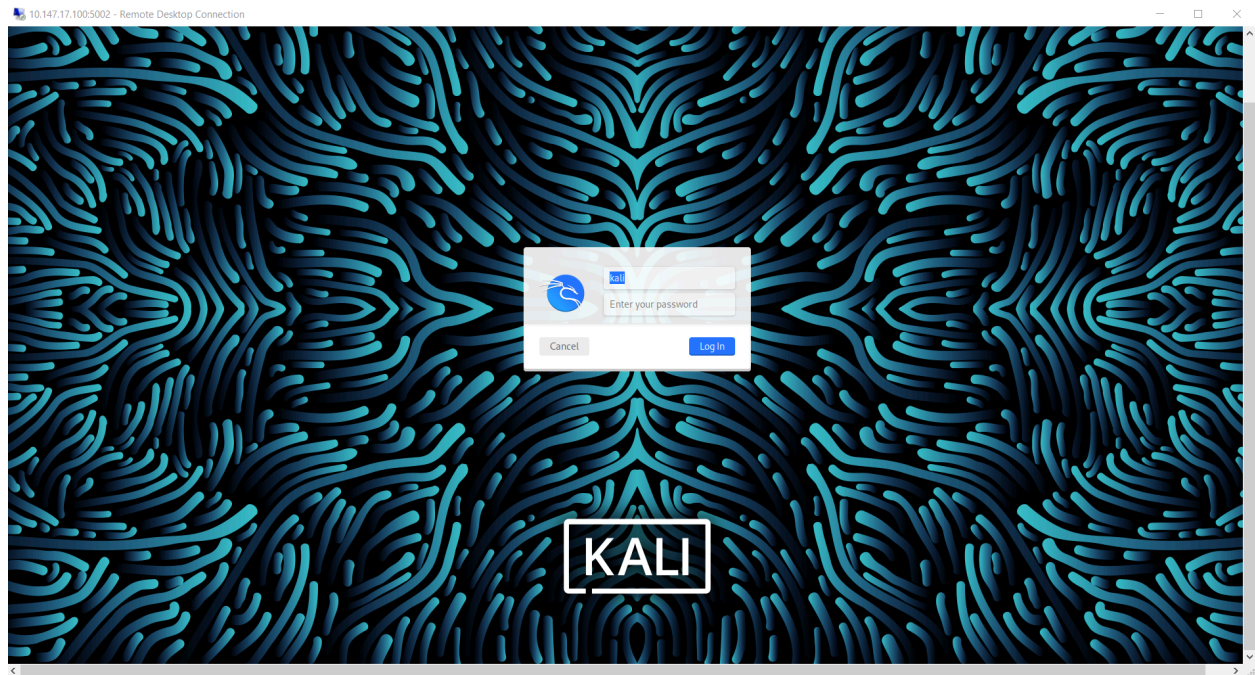 10.147.17.100:5002 - Remote Desktop Connection
kali
Enter your password
Cancel
Log In
KALI